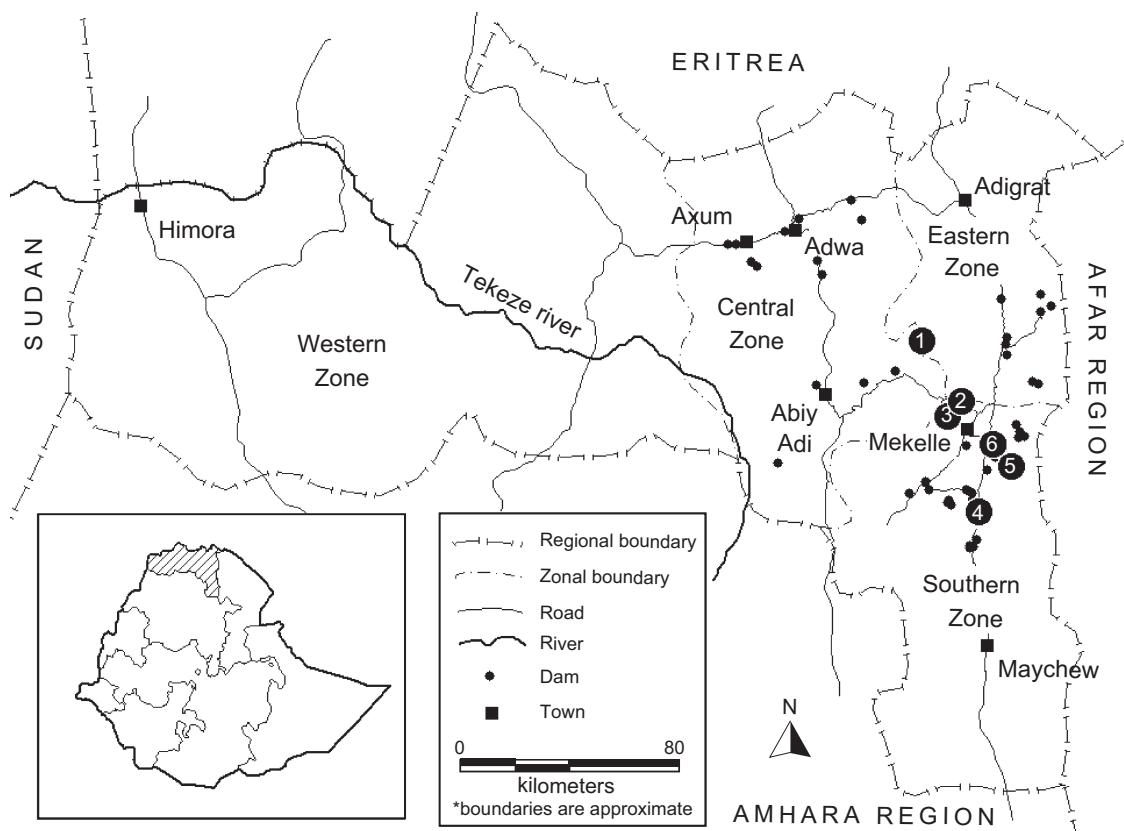 ERITREA
Adigrat
Axum
Himora
Adwa
Eastern
Zone
SUDAN
AFAR REGION
Tekeze river
Central
Zone
Western
Zone
1
2
3
Abiy
Adi
Mekelle
6
5
4
Regional boundary
Zonal boundary
Road
River
Dam
Town
0 80
kilometers
*boundaries are approximate
Southern
Zone
Maychew
N
AMHARA REGION